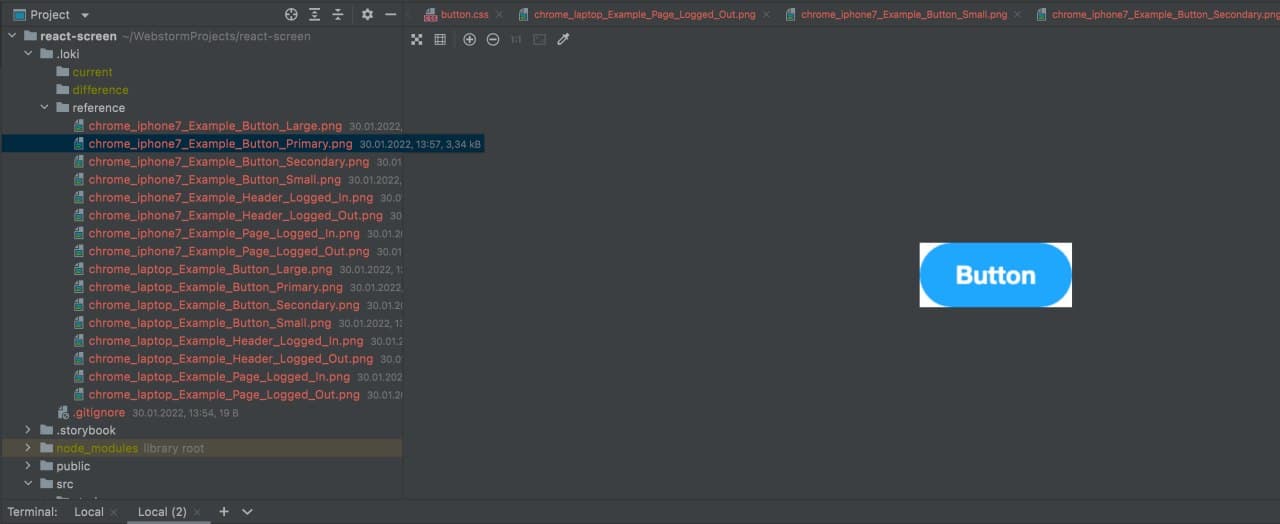 Project
button.css
chrome_laptop_Example_Page_Logged_Out.png
chrome_iphone7_Example_Button_Small.png
chrome_iphone7_Example_Button_Secondary.png
react-screen ~/WebstormProjects/react-screen
1:1
.loki
current
difference
reference
chrome_iphone7_Example_Button_Large.png 30.01.2022,
chrome_iphone7_Example_Button_Primary.png 30.01.2022, 13:57, 3,34 kB
chrome_iphone7_Example_Button_Secondary.png 30.01
chrome_iphone7_Example_Button_Small.png 30.01.2022,
chrome_iphone7_Example_Header_Logged_In.png 30.0
chrome_iphone7_Example_Header_Logged_Out.png 30
chrome_iphone7_Example_Page_Logged_In.png 30.01
chrome_iphone7_Example_Page_Logged_Out.png 30.0
chrome_laptop_Example_Button_Large.png 30.01.2022, 13
chrome_laptop_Example_Button_Primary.png 30.01.2022
chrome_laptop_Example_Button_Secondary.png 30.01.2
chrome_laptop_Example_Button_Small.png 30.01.2022, 13
chrome_laptop_Example_Header_Logged_In.png 30.01.2
chrome_laptop_Example_Header_Logged_Out.png 30.0
chrome_laptop_Example_Page_Logged_In.png 30.01.202
chrome_laptop_Example_Page_Logged_Out.png 30.01.2
.gitignore 30.01.2022, 13:54, 19 B
.storybook
node_modules library root
public
src
Button
Terminal: Local Local (2)